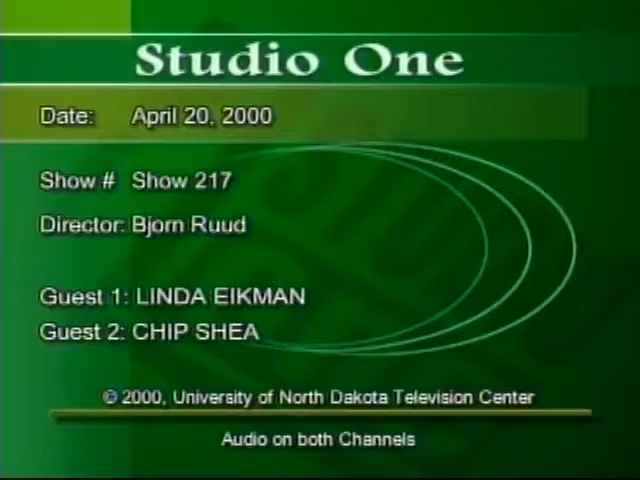 Studio One
Date: April 20, 2000
Show # Show 217
Director: Bjorn Ruud
Guest 1: LINDA EIKMAN
Guest 2: CHIP SHEA
© 2000, University of North Dakota Television Center
Audio on both Channels